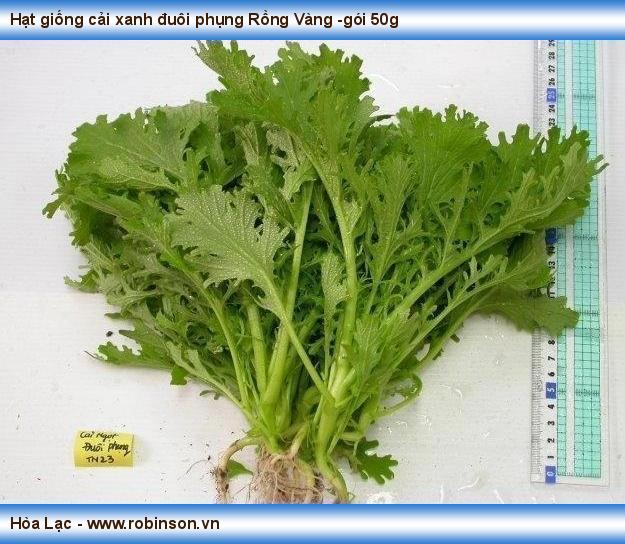 Hạt giống cải xanh đuôi phụng Rồng Vàng -gói 50g
Cải Ngọt
Đuôi phụng
TN23
Hòa Lạc - www.robinson.vn